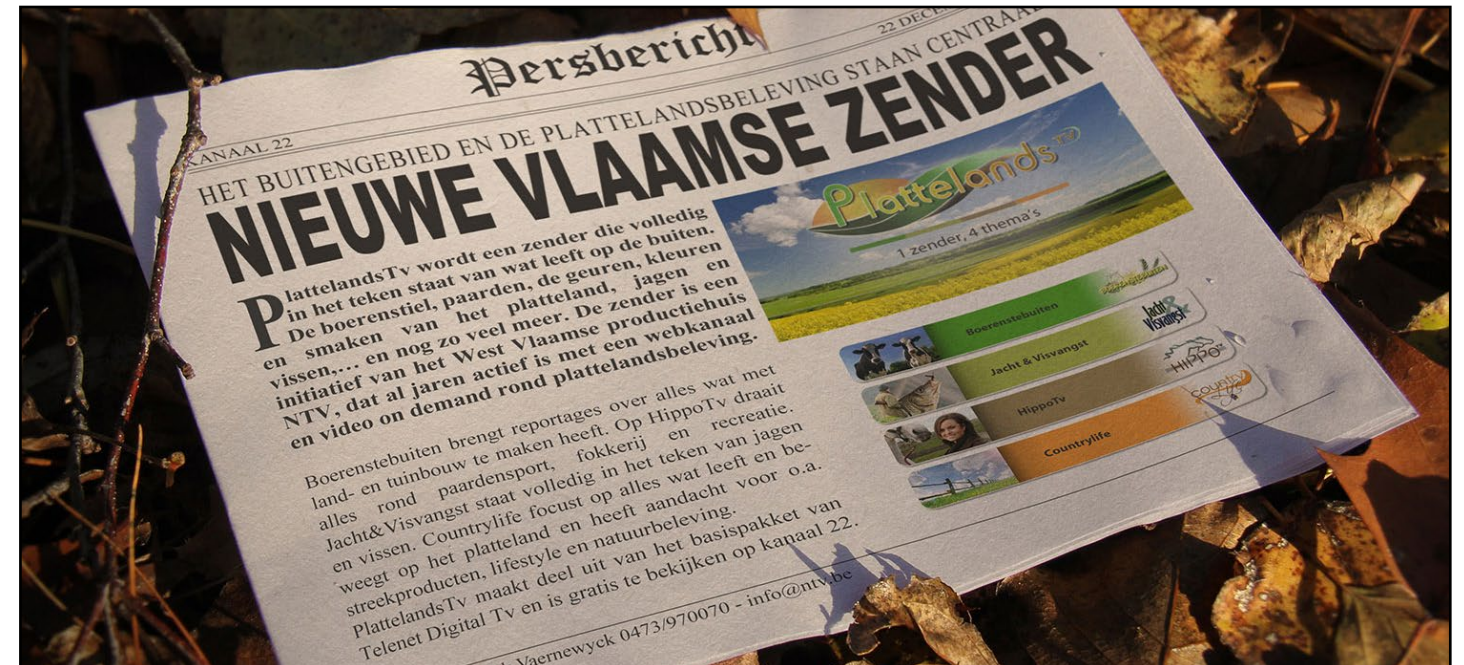 Persbericht
KANAAL 22
22 DECE
HET BUITENGEBIED EN DE PLATTELANDSBELEVING STAAN CENTRAAL
NIEUWE VLAAMSE ZENDER
PlattelandsTv wordt een zender die volledig
in het teken staat van wat leeft op de buiten.
De boerenstiel, paarden, de geuren, kleuren
en smaken van het platteland, jagen en
vissen,... en nog zo veel meer. De zender is een
initiatief van het West Vlaamse productiehuis
NTV, dat al jaren actief is met een webkanaal
en video on demand rond plattelandsbeleving.
Boerenstebuiten brengt reportages over alles wat met
land- en tuinbouw te maken heeft. Op HippoTv draait
alles rond paardensport, fokkerij en recreatie.
Jacht&Visvangst staat volledig in het teken van jagen
en vissen. Countrylife focust op alles wat leeft en be-
weegt op het platteland en heeft aandacht voor o.a.
streekproducten, lifestyle en natuurbeleving.
PlattelandsTv maakt deel uit van het basispakket van
Telenet Digital Tv en is gratis te bekijken op kanaal 22.
Vaernewyck 0473/970070 - info@ntv.be
Plattelands TV
1 zender, 4 thema's
Boerenstebuiten
Jacht & Visvangst
Jacht & Visvangst
HippoTv
HIPPO TV
Countrylife
Country